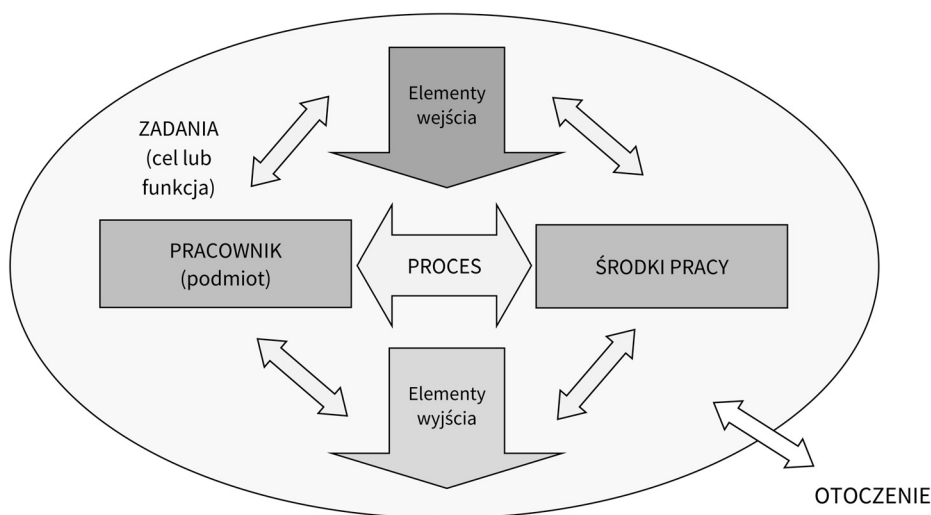 Elementy
wejścia
ZADANIA
(cel lub
funkcja)
PRACOWNIK
(podmiot)
PROCES
ŚRODKI PRACY
Elementy
wyjścia
OTOCZENIE